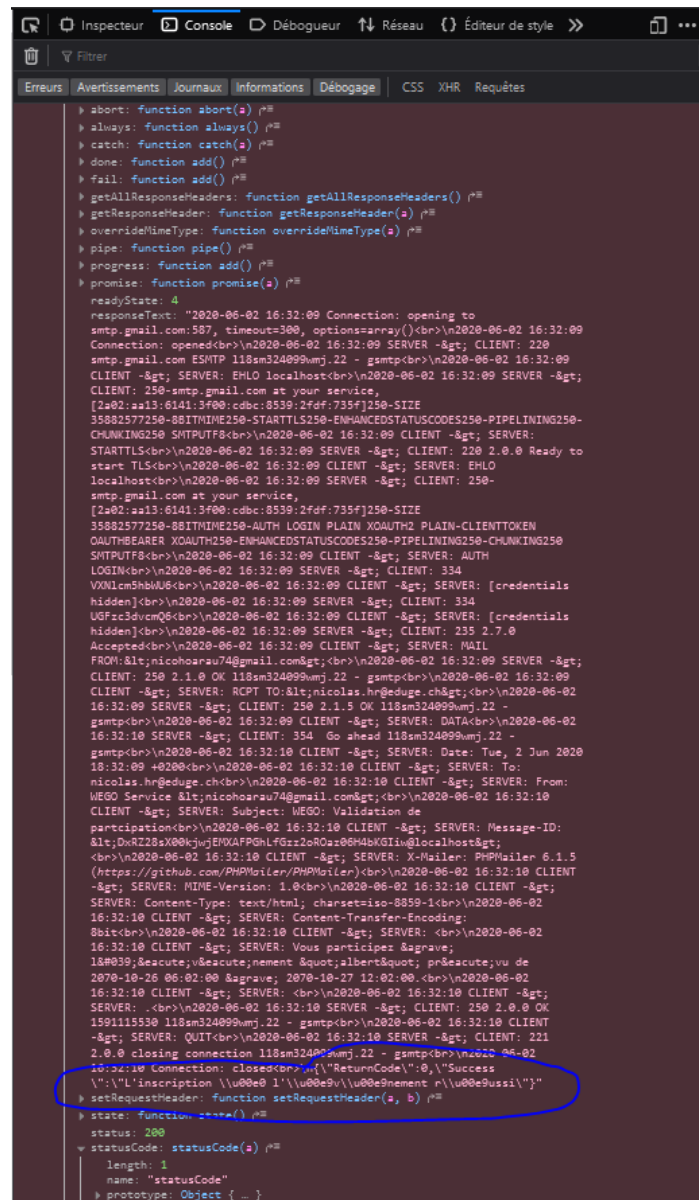 Inspecteur Console Débogueur Réseau {} Éditeur de style
Filtrer
Erreurs Avertissements Journaux Informations Débogage CSS XHR Requêtes
abort: function abort(a)
always: function always()
catch: function catch(a)
done: function add()
fail: function add()
getAllResponseHeaders: function getAllResponseHeaders()
getResponseHeader: function getResponseHeader(a)
overrideMimeType: function overrideMimeType(a)
pipe: function pipe()
progress: function add()
promise: function promise(a)
readyState: 4
responseText: "2020-06-02 16:32:09 Connection: opening to
smtp.gmail.com:587, timeout=300, options=array()<br>\n2020-06-02 16:32:09
Connection: opened<br>\n2020-06-02 16:32:09 SERVER -&gt; CLIENT: 220
smtp.gmail.com ESMTP l18sm324099wmj.22 - gsmtp<br>\n2020-06-02 16:32:09
CLIENT -&gt; SERVER: EHLO localhost<br>\n2020-06-02 16:32:09 SERVER -&gt;
CLIENT: 250-smtp.gmail.com at your service,
[2a02:aa13:6141:3f00:cdbc:8539:2fdf:735f]250-SIZE
35882577250-8BITMIME250-STARTTLS250-ENHANCEDSTATUSCODES250-PIPELINING250-
CHUNKING250 SMTPUTF8<br>\n2020-06-02 16:32:09 CLIENT -&gt; SERVER:
STARTTLS<br>\n2020-06-02 16:32:09 SERVER -&gt; CLIENT: 220 2.0.0 Ready to
start TLS<br>\n2020-06-02 16:32:09 CLIENT -&gt; SERVER: EHLO
localhost<br>\n2020-06-02 16:32:09 SERVER -&gt; CLIENT: 250-
smtp.gmail.com at your service,
[2a02:aa13:6141:3f00:cdbc:8539:2fdf:735f]250-SIZE
35882577250-8BITMIME250-AUTH LOGIN PLAIN XOAUTH2 PLAIN-CLIENTTOKEN
OAUTHBEARER XOAUTH250-ENHANCEDSTATUSCODES250-PIPELINING250-CHUNKING250
SMTPUTF8<br>\n2020-06-02 16:32:09 CLIENT -&gt; SERVER: AUTH
LOGIN<br>\n2020-06-02 16:32:09 SERVER -&gt; CLIENT: 334
VXNlcm5hbWU6<br>\n2020-06-02 16:32:09 CLIENT -&gt; SERVER: [credentials
hidden]<br>\n2020-06-02 16:32:09 SERVER -&gt; CLIENT: 334
UGFzc3dvcmQ6<br>\n2020-06-02 16:32:09 CLIENT -&gt; SERVER: [credentials
hidden]<br>\n2020-06-02 16:32:09 SERVER -&gt; CLIENT: 235 2.7.0
Accepted<br>\n2020-06-02 16:32:09 CLIENT -&gt; SERVER: MAIL
FROM:&lt;nicohoarau74@gmail.com&gt;<br>\n2020-06-02 16:32:09 SERVER -&gt;
CLIENT: 250 2.1.0 OK l18sm324099wmj.22 - gsmtp<br>\n2020-06-02 16:32:09
CLIENT -&gt; SERVER: RCPT TO:&lt;nicolas.hr@eduge.ch&gt;<br>\n2020-06-02
16:32:09 SERVER -&gt; CLIENT: 250 2.1.5 OK l18sm324099wmj.22 -
gsmtp<br>\n2020-06-02 16:32:09 CLIENT -&gt; SERVER: DATA<br>\n2020-06-02
16:32:10 SERVER -&gt; CLIENT: 354  Go ahead l18sm324099wmj.22 -
gsmtp<br>\n2020-06-02 16:32:10 CLIENT -&gt; SERVER: Date: Tue, 2 Jun 2020
18:32:09 +0200<br>\n2020-06-02 16:32:10 CLIENT -&gt; SERVER: To:
nicolas.hr@eduge.ch<br>\n2020-06-02 16:32:10 CLIENT -&gt; SERVER: From:
WEGO Service &lt;nicohoarau74@gmail.com&gt;<br>\n2020-06-02 16:32:10
CLIENT -&gt; SERVER: Subject: WEGO: Validation de
partcipation<br>\n2020-06-02 16:32:10 CLIENT -&gt; SERVER: Message-ID:
&lt;DxRZ28sX00kjwjEMXAFPGhLfGzz2oROaz06H4bKGIiw@localhost&gt;
<br>\n2020-06-02 16:32:10 CLIENT -&gt; SERVER: X-Mailer: PHPMailer 6.1.5
(https://github.com/PHPMailer/PHPMailer)<br>\n2020-06-02 16:32:10 CLIENT
-&gt; SERVER: MIME-Version: 1.0<br>\n2020-06-02 16:32:10 CLIENT -&gt;
SERVER: Content-Type: text/html; charset=iso-8859-1<br>\n2020-06-02
16:32:10 CLIENT -&gt; SERVER: Content-Transfer-Encoding:
8bit<br>\n2020-06-02 16:32:10 CLIENT -&gt; SERVER: <br>\n2020-06-02
16:32:10 CLIENT -&gt; SERVER: Vous participez &agrave;
l&#039;&eacute;v&eacute;nement &quot;albert&quot; pr&eacute;vu de
2070-10-26 06:02:00 &agrave; 2070-10-27 12:02:00.<br>\n2020-06-02
16:32:10 CLIENT -&gt; SERVER: <br>\n2020-06-02 16:32:10 CLIENT -&gt;
SERVER: .<br>\n2020-06-02 16:32:10 SERVER -&gt; CLIENT: 250 2.0.0 OK
1591115530 l18sm324099wmj.22 - gsmtp<br>\n2020-06-02 16:32:10 CLIENT
-&gt; SERVER: QUIT<br>\n2020-06-02 16:32:10 SERVER -&gt; CLIENT: 221
2.0.0 closing connection l18sm324099wmj.22 - gsmtp<br>\n2020-06-02
16:32:10 Connection: closed<br>\n{\"ReturnCode\":0,\"Success
\":\"L'inscription \\u00e0 l'\\u00e9v\\u00e9nement r\\u00e9ussi\"}"
setRequestHeader: function setRequestHeader(a, b)
state: function state()
status: 200
statusCode: statusCode(a)
length: 1
name: "statusCode"
prototype: Object { … }